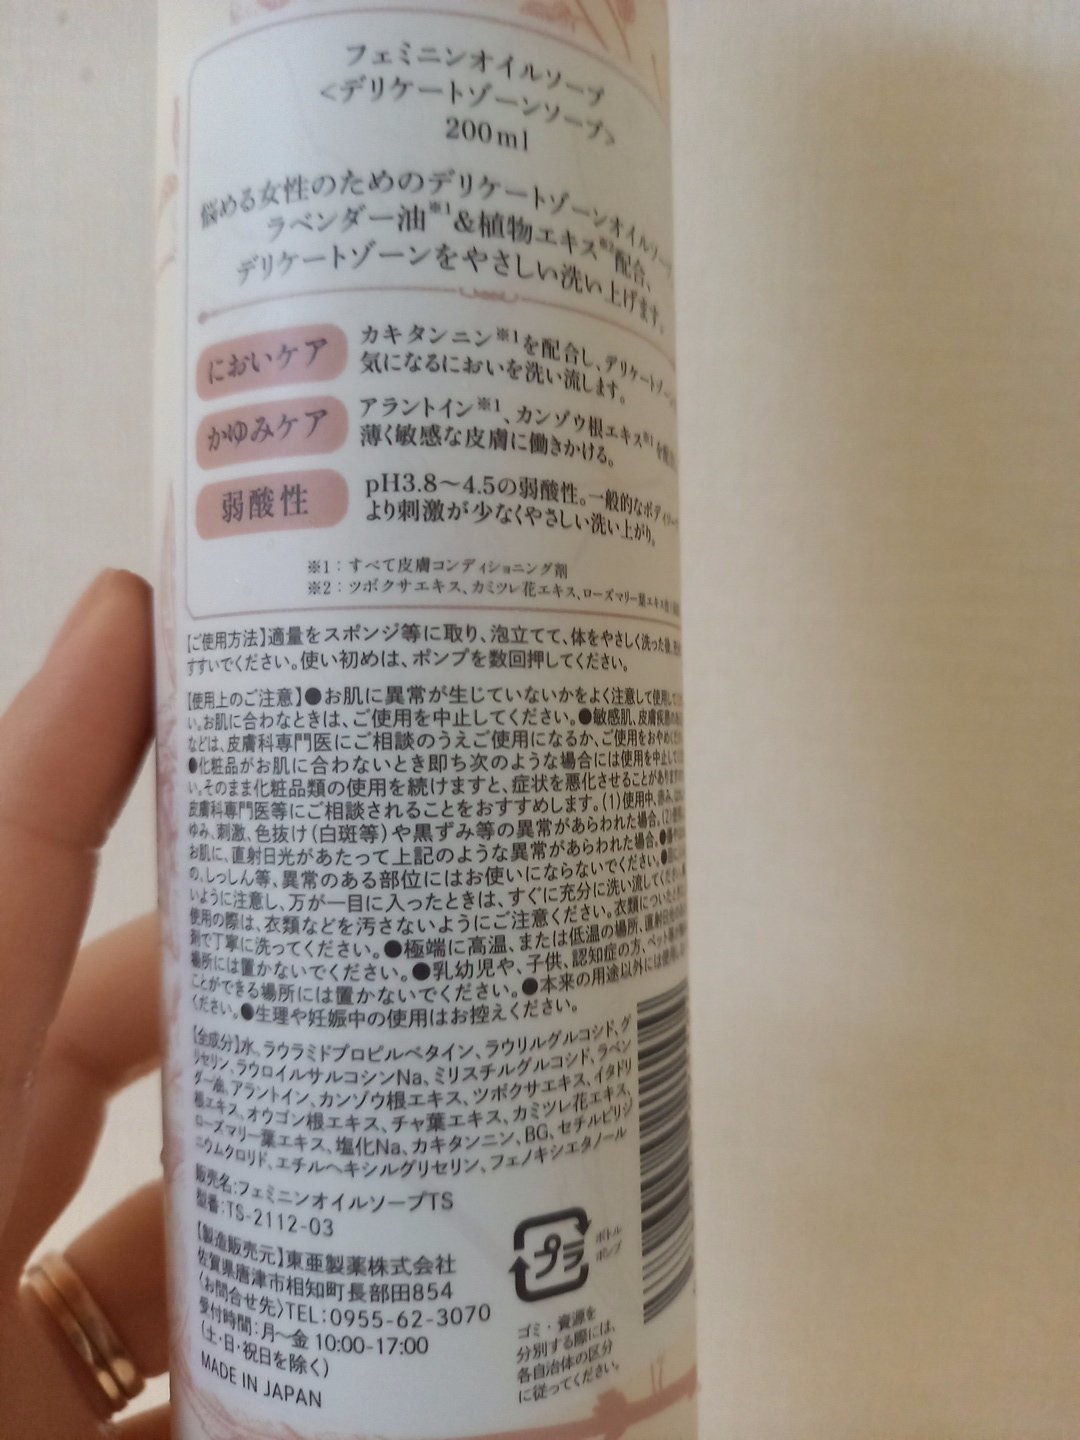 フェミニンオイルソープ
<デリケートゾーンソープ>
200ml
悩める女性のためのデリケートゾーンオイルソープ
ラベンダー油※1&植物エキス※2配合、
デリケートゾーンをやさしい洗い上げます。
においケア
カキタンニン※1を配合し、デリケートゾーン
気になるにおいを洗い流します。
かゆみケア
アラントイン※1、カンゾウ根エキス※1を
薄く敏感な皮膚に働きかける。
弱酸性
pH3.8～4.5の弱酸性。一般的なボディソー
より刺激が少なくやさしい洗い上がり。
※1：すべて皮膚コンディショニング剤
※2：ツボクサエキス、カミツレ花エキス、ローズマリー葉エキス
【ご使用方法】適量をスポンジ等に取り、泡立てて、体をやさしく洗った後、
すすいでください。使い初めは、ポンプを数回押してください。
【使用上のご注意】●お肌に異常が生じていないかをよく注意して使用して
い。お肌に合わなときは、ご使用を中止してください。●敏感肌、皮膚疾患の
などは、皮膚科専門医にご相談のうえご使用になるか、ご使用をおやめくだ
●化粧品がお肌に合わないとき即ち次のような場合には使用を中止して
い。そのまま化粧品類の使用を続けますと、症状を悪化させることがあります
皮膚科専門医等にご相談されることをおすすめします。(1)使用中、赤み、
ゆみ、刺激、色抜け(白斑等)や黒ずみ等の異常があらわれた場合。(2)
お肌に、直射日光があたって上記のような異常があらわれた場合。
の、しっしん等、異常のある部位にはお使いにならないでください。
いように注意し、万が一目に入ったときは、すぐに充分に洗い流してください。
使用の際は、衣類などを汚さないようにご注意ください。衣類についた
剤で丁寧に洗ってください。●極端に高温、または低温の場所、直射日光の
場所には置かないでください。●乳幼児や、子供、認知症の方、ペット
ことができる場所には置かないでください。●本来の用途以外には使用し
ください。●生理や妊娠中の使用はお控えください。
【全成分】水、ラウラミドプロピルベタイン、ラウリルグルコシド、グ
リセリン、ラウロイルサルコシンNa、ミリスチルグルコシド、ラベン
ダー油、アラントイン、カンゾウ根エキス、ツボクサエキス、イタドリ
根エキス、オウゴン根エキス、チャ葉エキス、カミツレ花エキス、
ローズマリー葉エキス、塩化Na、カキタンニン、BG、セチルピリジ
ニウムクロリド、エチルヘキシルグリセリン、フェノキシエタノール
販売名：フェミニンオイルソープTS
型番：TS-2112-03
【製造販売元】東亜製薬株式会社
佐賀県唐津市相知町長部田854
〈お問合せ先〉TEL：0955-62-3070
受付時間：月～金 10:00-17:00
(土・日・祝日を除く)
MADE IN JAPAN
プラ
ボトル
ポンプ
ゴミ・資源を
分別する際には、
各自治体の区分
に従ってください。